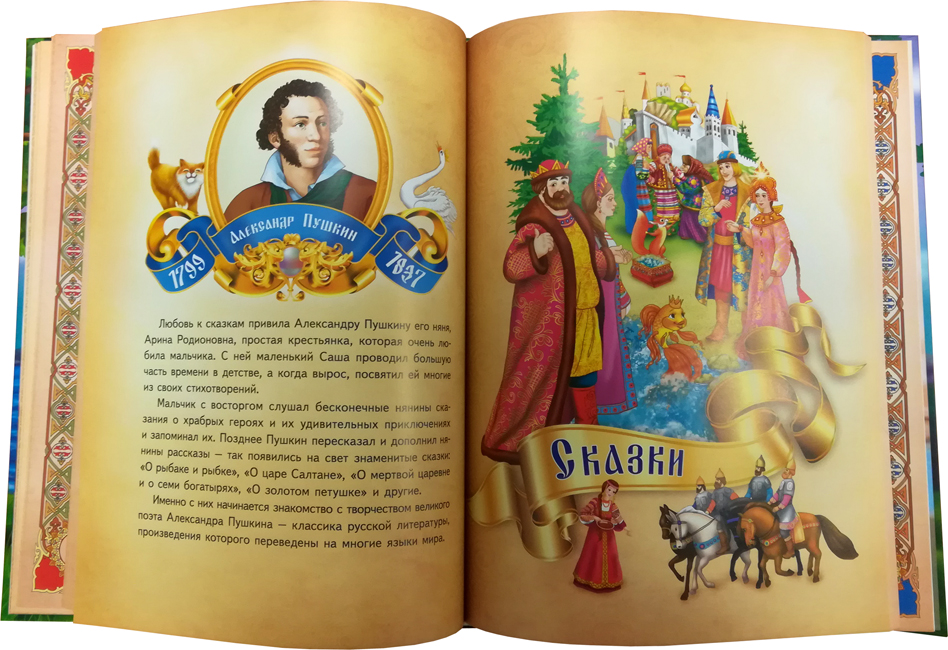 Александр Пушкин
1799
1837
Любовь к сказкам привила Александру Пушкину его няня,
Арина Родионовна, простая крестьянка, которая очень лю-
била мальчика. С ней маленький Саша проводил большую
часть времени в детстве, а когда вырос, посвятил ей многие
из своих стихотворений.
Мальчик с восторгом слушал бесконечные нянины ска-
зания о храбрых героях и их удивительных приключениях
и запоминал их. Позднее Пушкин пересказал и дополнил ня-
нины рассказы — так появились на свет знаменитые сказки:
«О рыбаке и рыбке», «О царе Салтане», «О мертвой царевне
и о семи богатырях», «О золотом петушке» и другие.
Именно с них начинается знакомство с творчеством великого
поэта Александра Пушкина — классика русской литературы,
произведения которого переведены на многие языки мира.
Сказки